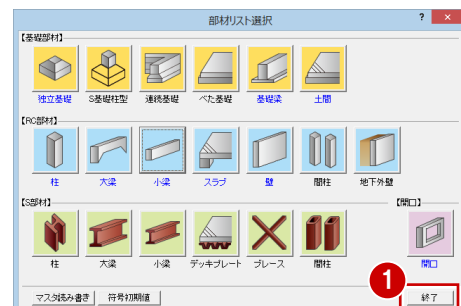 部材リスト選択
?
×
【基礎部材】
独立基礎 S基礎柱型 連続基礎 べた基礎 基礎梁 土間
【RC部材】
柱 大梁 小梁 スラブ 壁 間柱 地下外壁
【S部材】 【開口】
柱 大梁 小梁 デッキプレート ブレース 間柱 開口
1
マスタ読み書き 符号初期値 終了